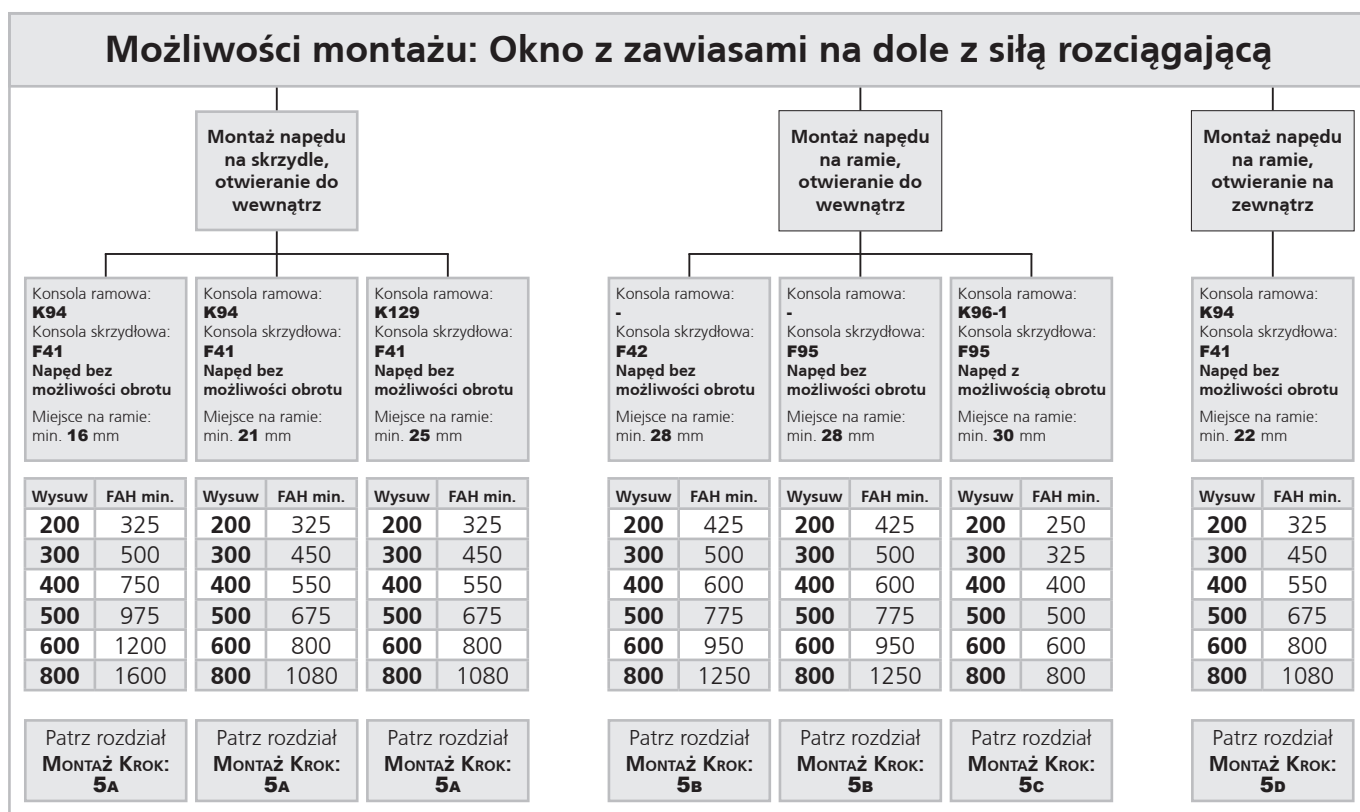 Możliwości montażu: Okno z zawiasami na dole z siłą rozciągającą
Montaż napędu
na skrzydle,
otwieranie do
wewnątrz
Konsola ramowa:
K94
Konsola skrzydłowa:
F41
Napęd bez
możliwości obrotu
Miejsce na ramie:
min. 16 mm
Wysuw FAH min.
200 325
300 500
400 750
500 975
600 1200
800 1600
Patrz rozdział
Montaż Krok:
5A
Konsola ramowa:
K94
Konsola skrzydłowa:
F41
Napęd bez
możliwości obrotu
Miejsce na ramie:
min. 21 mm
Wysuw FAH min.
200 325
300 450
400 550
500 675
600 800
800 1080
Patrz rozdział
Montaż Krok:
5A
Konsola ramowa:
K129
Konsola skrzydłowa:
F41
Napęd bez
możliwości obrotu
Miejsce na ramie:
min. 25 mm
Wysuw FAH min.
200 325
300 450
400 550
500 675
600 800
800 1080
Patrz rozdział
Montaż Krok:
5A
Montaż napędu
na ramie,
otwieranie do
wewnątrz
Konsola ramowa:
-
Konsola skrzydłowa:
F42
Napęd bez
możliwości obrotu
Miejsce na ramie:
min. 28 mm
Wysuw FAH min.
200 425
300 500
400 600
500 775
600 950
800 1250
Patrz rozdział
Montaż Krok:
5B
Konsola ramowa:
-
Konsola skrzydłowa:
F95
Napęd bez
możliwości obrotu
Miejsce na ramie:
min. 28 mm
Wysuw FAH min.
200 425
300 500
400 600
500 775
600 950
800 1250
Patrz rozdział
Montaż Krok:
5B
Konsola ramowa:
K96-1
Konsola skrzydłowa:
F95
Napęd z
możliwością obrotu
Miejsce na ramie:
min. 30 mm
Wysuw FAH min.
200 250
300 325
400 400
500 500
600 600
800 800
Patrz rozdział
Montaż Krok:
5C
Montaż napędu
na ramie,
otwieranie na
zewnątrz
Konsola ramowa:
K94
Konsola skrzydłowa:
F41
Napęd bez
możliwości obrotu
Miejsce na ramie:
min. 22 mm
Wysuw FAH min.
200 325
300 450
400 550
500 675
600 800
800 1080
Patrz rozdział
Montaż Krok:
5D